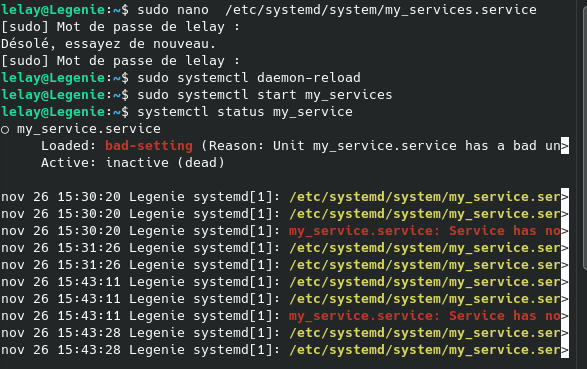 lelay@Legenie:~$ sudo nano  /etc/systemd/system/my_services.service
[sudo] Mot de passe de lelay :
Désolé, essayez de nouveau.
[sudo] Mot de passe de lelay :
lelay@Legenie:~$ sudo systemctl daemon-reload
lelay@Legenie:~$ sudo systemctl start my_services
lelay@Legenie:~$ systemctl status my_service
○ my_service.service
     Loaded: bad-setting (Reason: Unit my_service.service has a bad un>
     Active: inactive (dead)

nov 26 15:30:20 Legenie systemd[1]: /etc/systemd/system/my_service.ser>
nov 26 15:30:20 Legenie systemd[1]: /etc/systemd/system/my_service.ser>
nov 26 15:30:20 Legenie systemd[1]: my_service.service: Service has no>
nov 26 15:31:26 Legenie systemd[1]: /etc/systemd/system/my_service.ser>
nov 26 15:31:26 Legenie systemd[1]: /etc/systemd/system/my_service.ser>
nov 26 15:43:11 Legenie systemd[1]: /etc/systemd/system/my_service.ser>
nov 26 15:43:11 Legenie systemd[1]: /etc/systemd/system/my_service.ser>
nov 26 15:43:11 Legenie systemd[1]: my_service.service: Service has no>
nov 26 15:43:28 Legenie systemd[1]: /etc/systemd/system/my_service.ser>
nov 26 15:43:28 Legenie systemd[1]: /etc/systemd/system/my_service.ser>